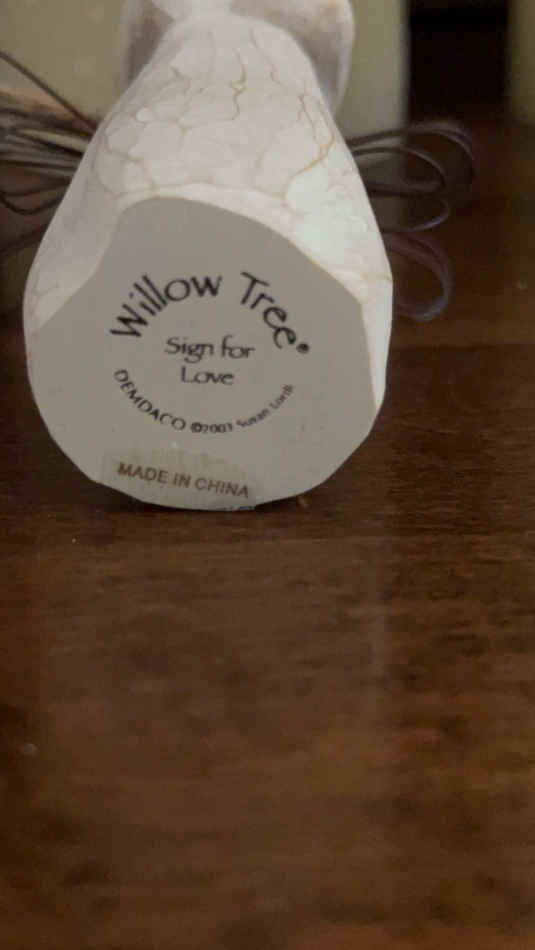 Willow Tree®
Sign for
Love
DEMDACO ©2003 Susan Lordi
MADE IN CHINA